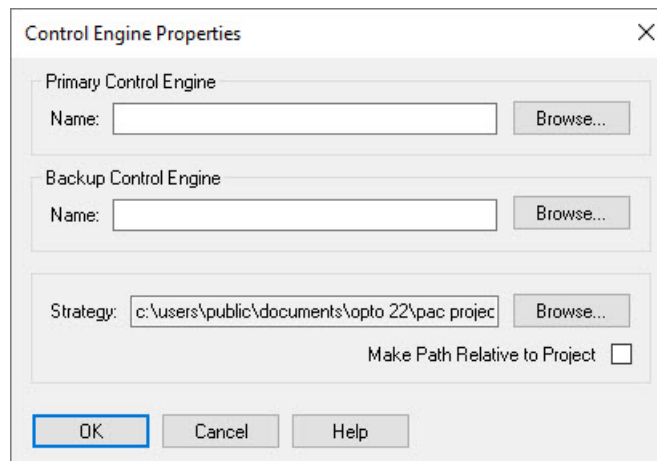 Control Engine Properties
Primary Control Engine
Name: Browse...
Backup Control Engine
Name: Browse...
Strategy: c:\users\public\documents\opto 22\pac projec Browse...
Make Path Relative to Project
OK Cancel Help